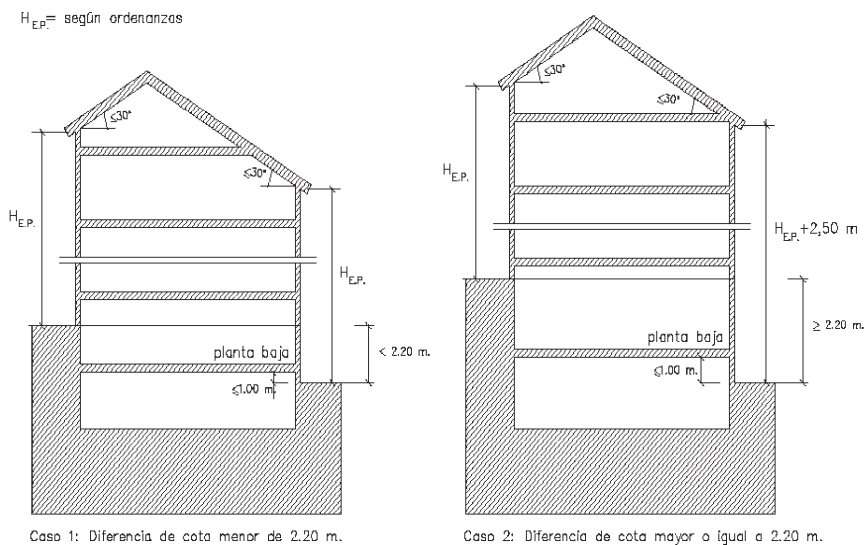 H E.P.= según ordenanzas
≤30°
≤30°
H E.P.
H E.P.
planta baja
< 2.20 m.
≤1.00 m.
Caso 1: Diferencia de cota menor de 2.20 m.
≤30°
≤30°
H E.P.
H E.P.+2,50 m
planta baja
≥ 2.20 m.
≤1.00 m.
Caso 2: Diferencia de cota mayor o igual a 2.20 m.